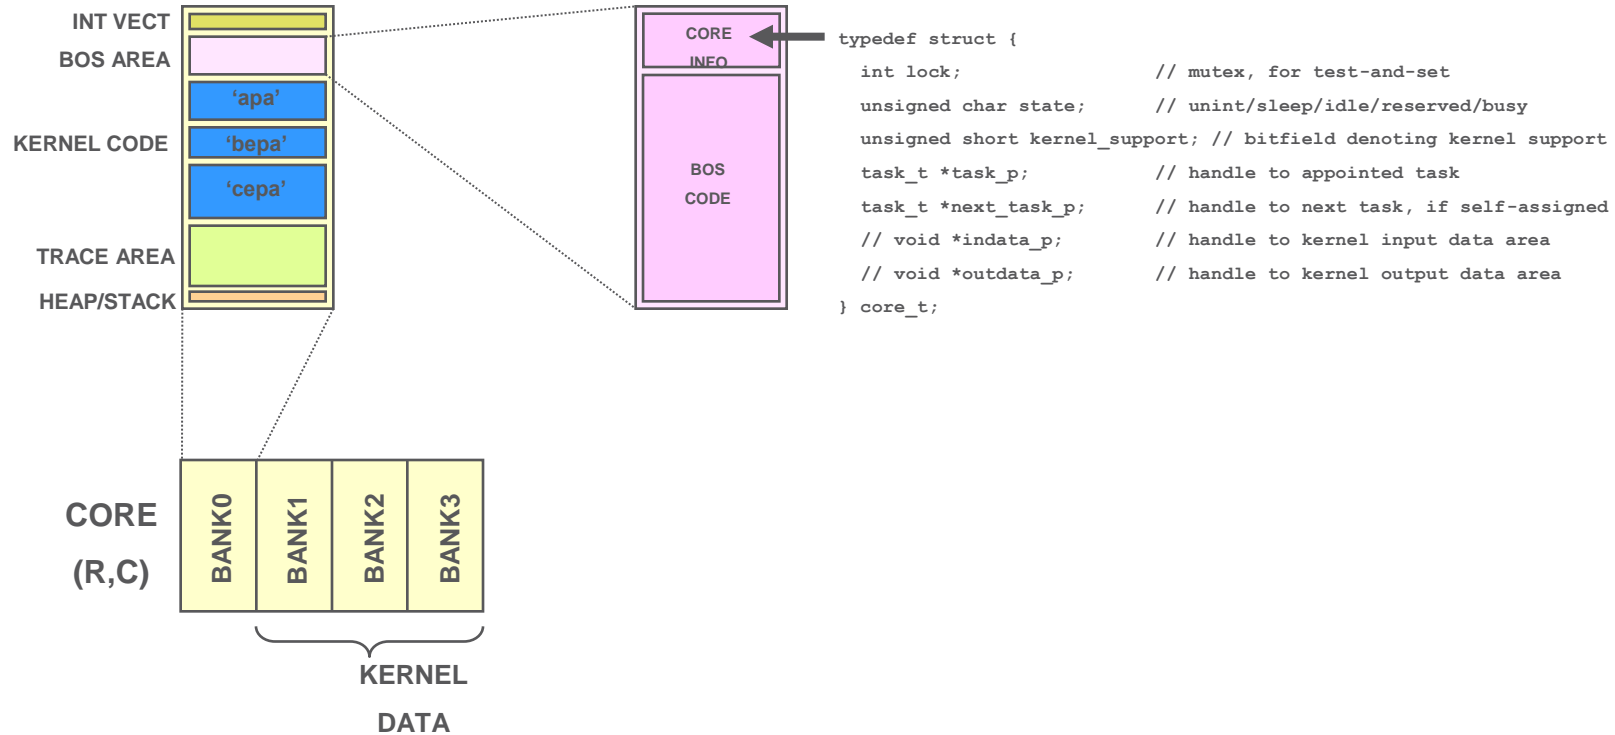 INT VECT
BOS AREA
‘apa’
KERNEL CODE
‘bepa’
‘cepa’
TRACE AREA
HEAP/STACK
CORE
INFO
BOS
CODE
typedef struct {
int lock; // mutex, for test-and-set
unsigned char state; // unint/sleep/idle/reserved/busy
unsigned short kernel_support; // bitfield denoting kernel support
task_t *task_p; // handle to appointed task
task_t *next_task_p; // handle to next task, if self-assigned
// void *indata_p; // handle to kernel input data area
// void *outdata_p; // handle to kernel output data area
} core_t;
CORE
(R,C)
BANK0
BANK1
BANK2
BANK3
KERNEL
DATA